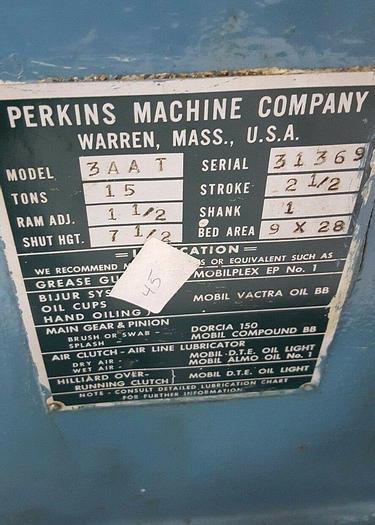 PERKINS MACHINE COMPANY
WARREN, MASS., U.S.A.
MODEL 3AAT SERIAL 31369
TONS 15 STROKE 2 1/2
RAM ADJ. 1 1/2 SHANK 1
SHUT HGT. 7 1/2 BED AREA 9 X 28
WE RECOMMEND OR EQUIVALENT SUCH AS
GREASE MOBILPLEX EP No. 1
BIJUR
OIL CUPS MOBIL VACTRA OIL BB
HAND OILING
45
MAIN GEAR & PINION
BRUSH OR SWAB - DORCIA 150
SPLASH - MOBIL COMPOUND BB
AIR CLUTCH - AIR LINE LUBRICATOR
DRY AIR - MOBIL D.T.E. OIL LIGHT
WET AIR - MOBIL ALMO OIL No. 1
HILLIARD OVER-
RUNNING CLUTCH MOBIL D.T.E. OIL LIGHT
NOTE - CONSULT DETAILED LUBRICATION CHART
FOR FURTHER INFORMATION